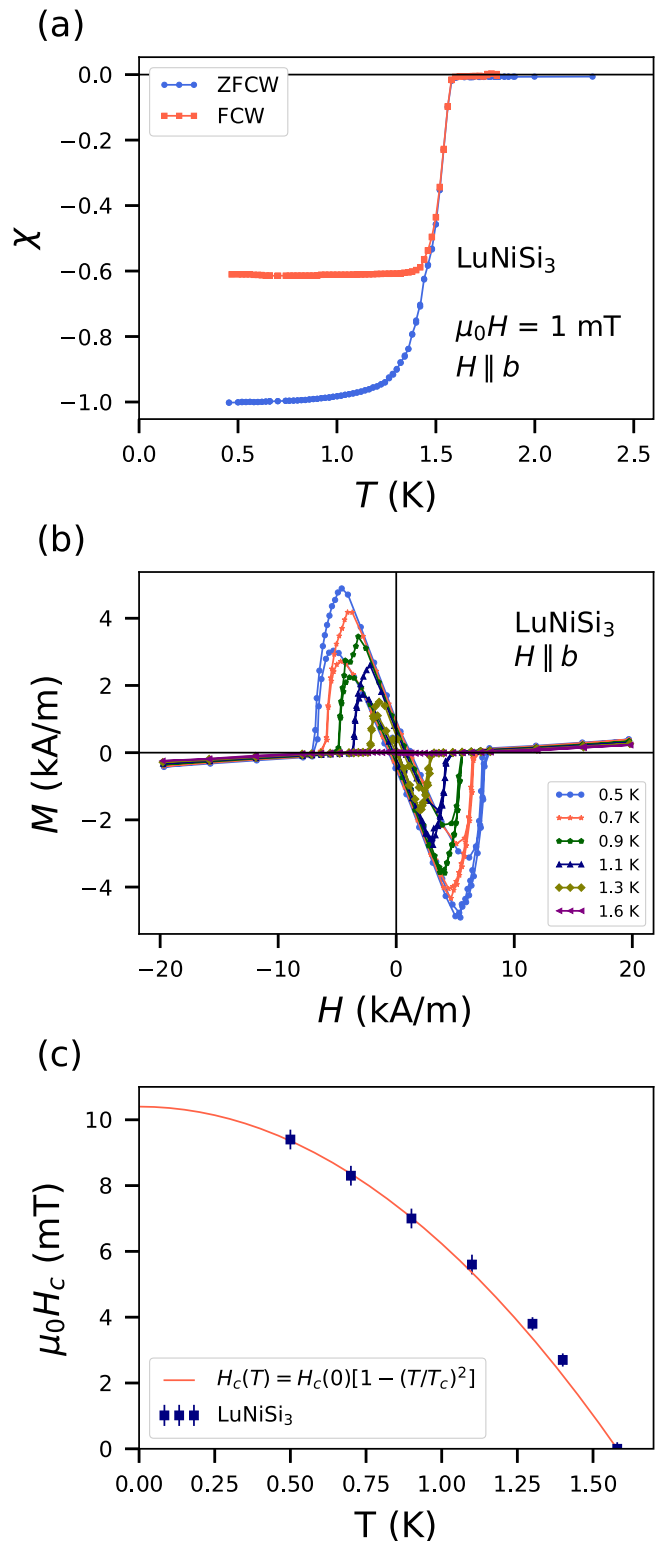 (a)
ZFCW
FCW
LuNiSi₃
μ₀H = 1 mT
H ∥ b
χ
0.0
−0.2
−0.4
−0.6
−0.8
−1.0
0.0 0.5 1.0 1.5 2.0 2.5
T (K)
(b)
LuNiSi₃
H ∥ b
M (kA/m)
4
2
0
−2
−4
0.5 K
0.7 K
0.9 K
1.1 K
1.3 K
1.6 K
−20 −10 0 10 20
H (kA/m)
(c)
μ₀H_c (mT)
10
8
6
4
2
0
H_c(T) = H_c(0)[1 − (T/T_c)²]
LuNiSi₃
0.00 0.25 0.50 0.75 1.00 1.25 1.50
T (K)